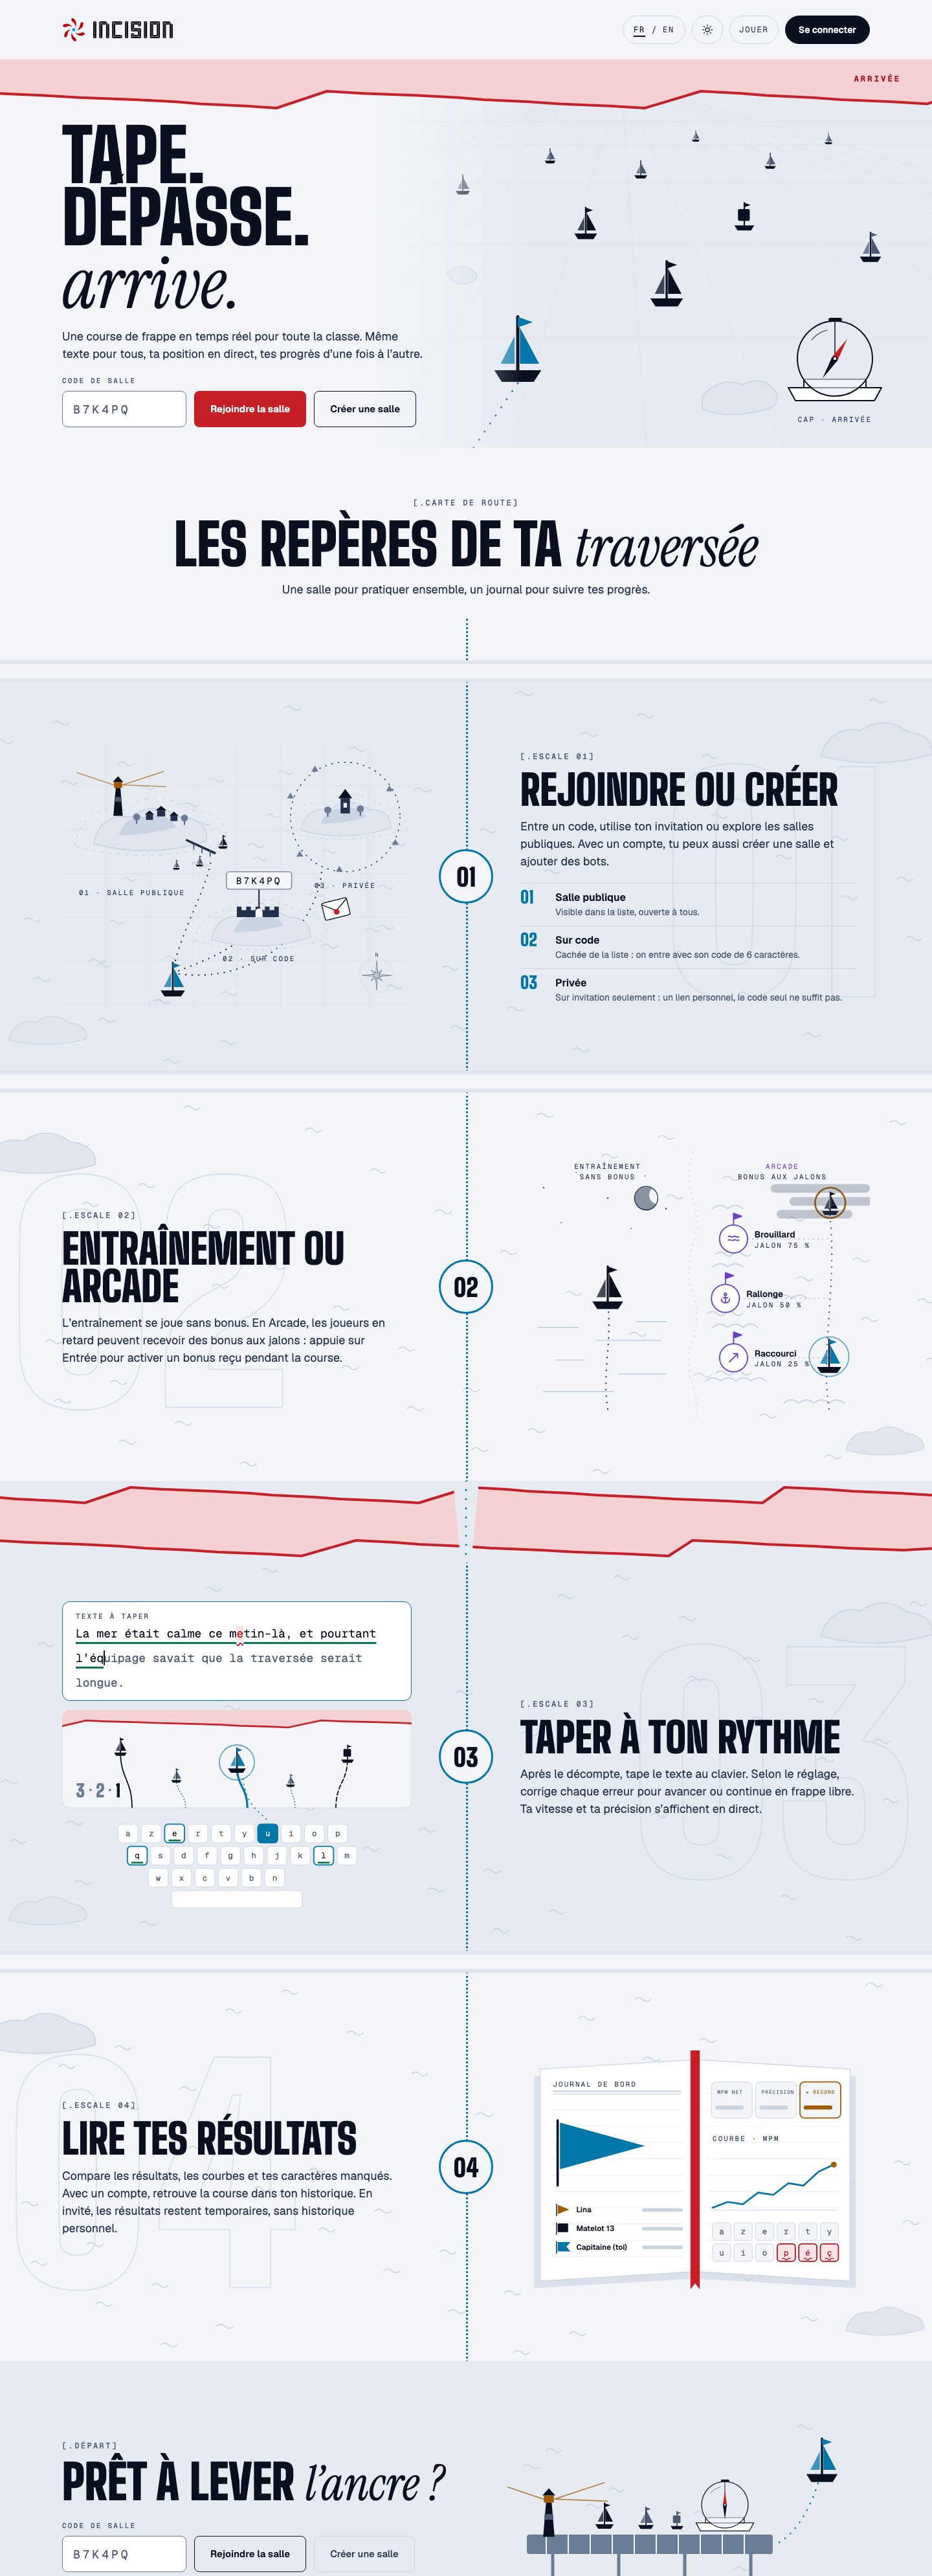 INCISION
FR / EN
JOUER
Se connecter
ARRIVÉE
TAPE.
DÉPASSE.
arrive.
Une course de frappe en temps réel pour toute la classe. Même
texte pour tous, ta position en direct, tes progrès d'une fois à l'autre.
CODE DE SALLE
B7K4PQ
Rejoindre la salle
Créer une salle
CAP · ARRIVÉE
[.CARTE DE ROUTE]
LES REPÈRES DE TA traversée
Une salle pour pratiquer ensemble, un journal pour suivre tes progrès.
01 · SALLE PUBLIQUE
B7K4PQ
03 · PRIVÉE
02 · SUR CODE
N
01
[.ESCALE 01]
REJOINDRE OU CRÉER
Entre un code, utilise ton invitation ou explore les salles
publiques. Avec un compte, tu peux aussi créer une salle et
ajouter des bots.
01
Salle publique
Visible dans la liste, ouverte à tous.
02
Sur code
Cachée de la liste : on entre avec son code de 6 caractères.
03
Privée
Sur invitation seulement : un lien personnel, le code seul ne suffit pas.
01
02
[.ESCALE 02]
ENTRAÎNEMENT OU
ARCADE
L'entraînement se joue sans bonus. En Arcade, les joueurs en
retard peuvent recevoir des bonus aux jalons : appuie sur
Entrée pour activer un bonus reçu pendant la course.
02
ENTRAÎNEMENT
SANS BONUS
ARCADE
BONUS AUX JALONS
Brouillard
JALON 75 %
Rallonge
JALON 50 %
Raccourci
JALON 25 %
TEXTE À TAPER
La mer était calme ce matin-là, et pourtant
l'équipage savait que la traversée serait
longue.
3·2·1
a z e r t y u i o p
q s d f g h j k l m
w x c v b n
03
[.ESCALE 03]
TAPER À TON RYTHME
Après le décompte, tape le texte au clavier. Selon le réglage,
corrige chaque erreur pour avancer ou continue en frappe libre.
Ta vitesse et ta précision s'affichent en direct.
03
04
[.ESCALE 04]
LIRE TES RÉSULTATS
Compare les résultats, les courbes et tes caractères manqués.
Avec un compte, retrouve la course dans ton historique. En
invité, les résultats restent temporaires, sans historique
personnel.
04
JOURNAL DE BORD
Lina
Matelot 13
Capitaine (toi)
MPM NET
PRÉCISION
RECORD
COURBE · MPM
a z e r t y
u i o p é ç
[.DÉPART]
PRÊT À LEVER l'ancre ?
CODE DE SALLE
B7K4PQ
Rejoindre la salle
Créer une salle